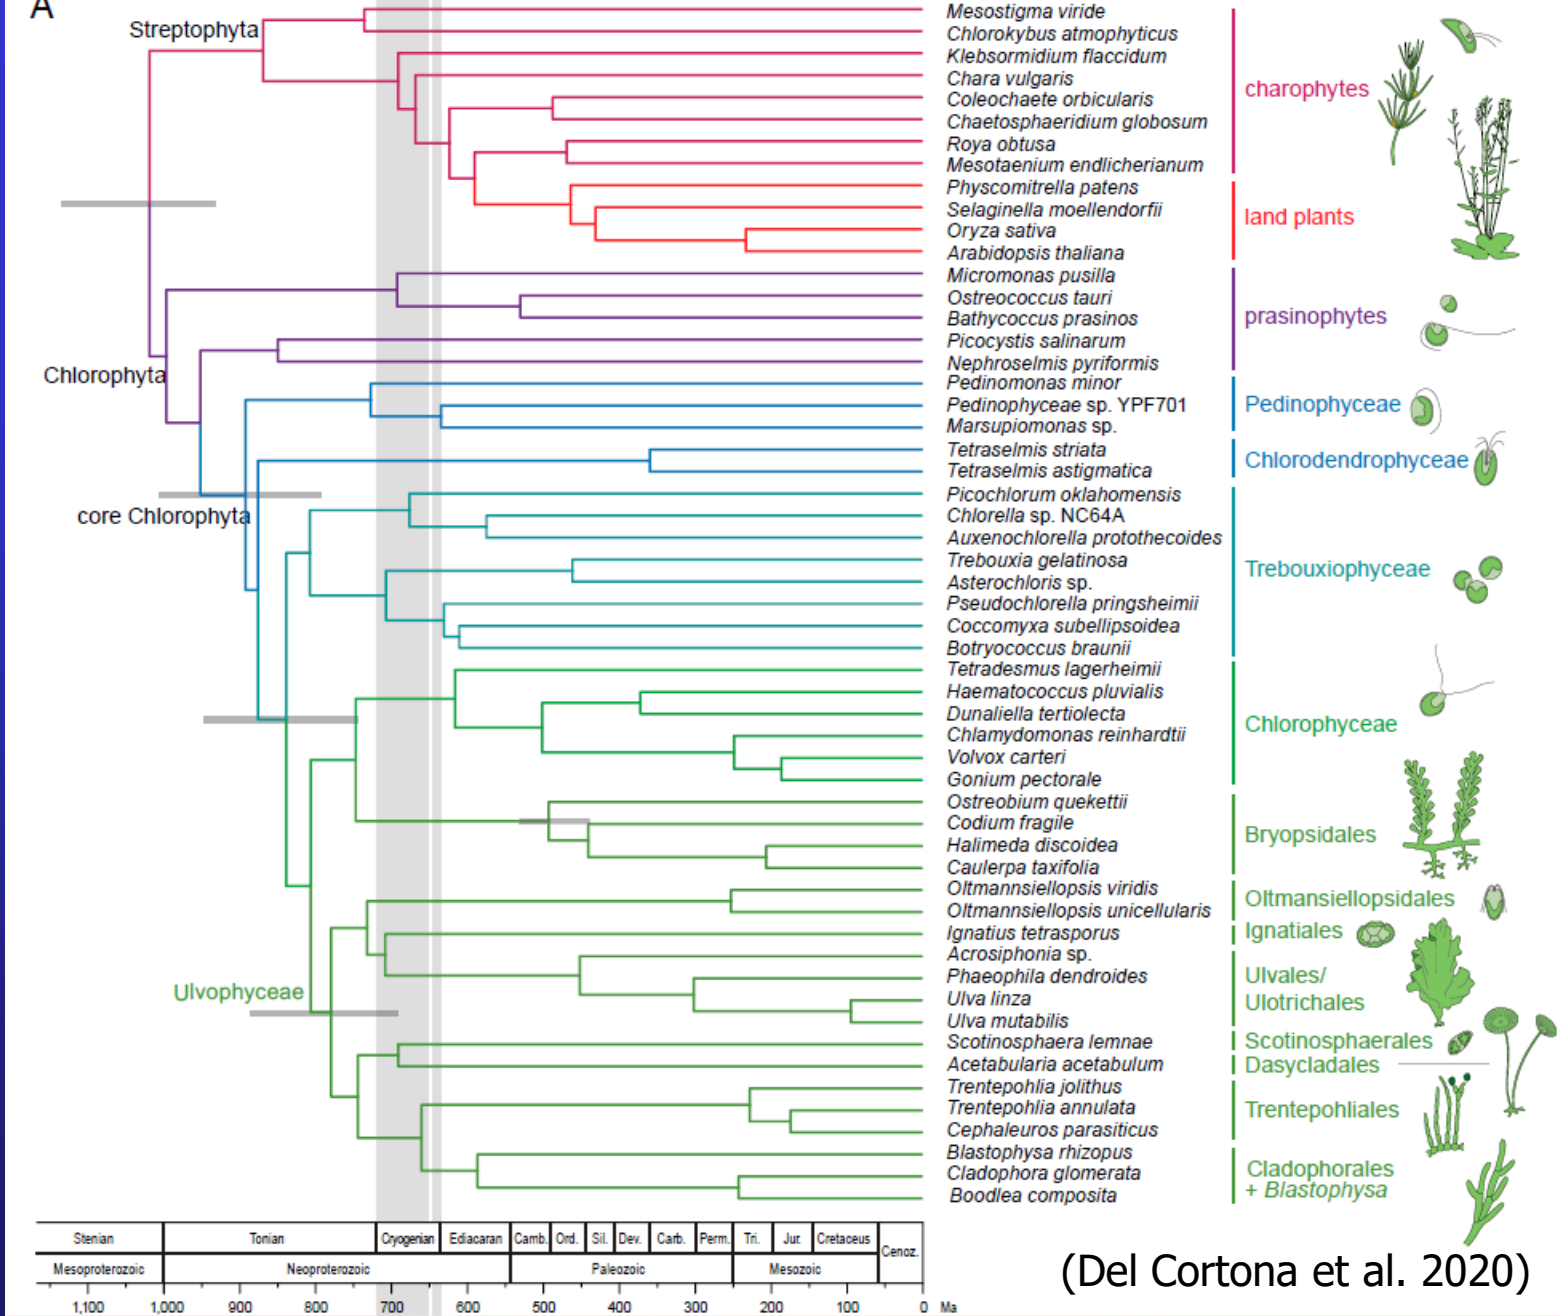 A
Streptophyta
Mesostigma viride
Chlorokybus atmophyticus
Klebsormidium flaccidum
Chara vulgaris
Coleochaete orbicularis
Chaetosphaeridium globosum
Roya obtusa
Mesotaenium endlicherianum
charophytes
Physcomitrella patens
Selaginella moellendorfii
Oryza sativa
Arabidopsis thaliana
land plants
Chlorophyta
Micromonas pusilla
Ostreococcus tauri
Bathycoccus prasinos
Picocystis salinarum
Nephroselmis pyriformis
prasinophytes
core Chlorophyta
Pedinomonas minor
Pedinophyceae sp. YPF701
Marsupiomonas sp.
Pedinophyceae
Tetraselmis striata
Tetraselmis astigmatica
Chlorodendrophyceae
Picochlorum oklahomensis
Chlorella sp. NC64A
Auxenochlorella protothecoides
Trebouxia gelatinosa
Asterochloris sp.
Pseudochlorella pringsheimii
Coccomyxa subellipsoidea
Botryococcus braunii
Trebouxiophyceae
Tetradesmus lagerheimii
Haematococcus pluvialis
Dunaliella tertiolecta
Chlamydomonas reinhardtii
Volvox carteri
Gonium pectorale
Chlorophyceae
Ostreobium quekettii
Codium fragile
Halimeda discoidea
Caulerpa taxifolia
Bryopsidales
Ulvophyceae
Oltmannsiellopsis viridis
Oltmannsiellopsis unicellularis
Oltmansiellopsidales
Ignatius tetrasporus
Ignatiales
Acrosiphonia sp.
Phaeophila dendroides
Ulva linza
Ulva mutabilis
Ulvales/
Ulotrichales
Scotinosphaera lemnae
Scotinosphaerales
Acetabularia acetabulum
Dasycladales
Trentepohlia jolithus
Trentepohlia annulata
Cephaleuros parasiticus
Trentepohliales
Blastophysa rhizopus
Cladophora glomerata
Boodlea composita
Cladophorales
+ Blastophysa
Stenian Tonian Cryogenian Ediacaran Camb. Ord. Sil. Dev. Carb. Perm. Tri. Jur. Cretaceus Cenoz.
Mesoproterozoic Neoproterozoic Paleozoic Mesozoic
1,100 1,000 900 800 700 600 500 400 300 200 100 0 Ma
(Del Cortona et al. 2020)